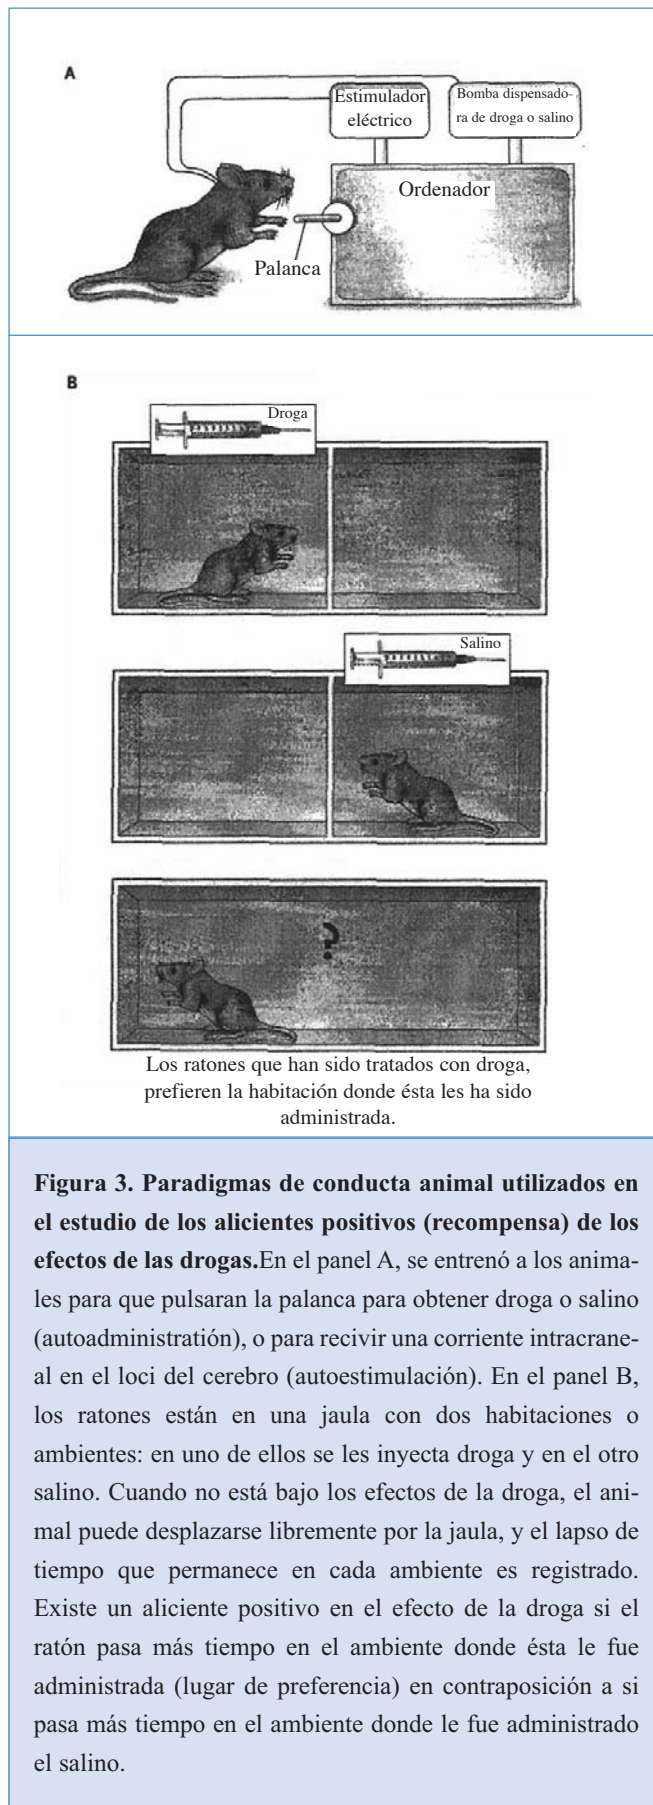 A
Estimulador
eléctrico
Bomba dispensado-
ra de droga o salino
Ordenador
Palanca
B
Droga
Salino
?
Los ratones que han sido tratados con droga,
prefieren la habitación donde ésta les ha sido
administrada.
Figura 3. Paradigmas de conducta animal utilizados en
el estudio de los alicientes positivos (recompensa) de los
efectos de las drogas.En el panel A, se entrenó a los anima-
les para que pulsaran la palanca para obtener droga o salino
(autoadministratión), o para recivir una corriente intracrane-
al en el loci del cerebro (autoestimulación). En el panel B,
los ratones están en una jaula con dos habitaciones o
ambientes: en uno de ellos se les inyecta droga y en el otro
salino. Cuando no está bajo los efectos de la droga, el ani-
mal puede desplazarse libremente por la jaula, y el lapso de
tiempo que permanece en cada ambiente es registrado.
Existe un aliciente positivo en el efecto de la droga si el
ratón pasa más tiempo en el ambiente donde ésta le fue
administrada (lugar de preferencia) en contraposición a si
pasa más tiempo en el ambiente donde le fue administrado
el salino.